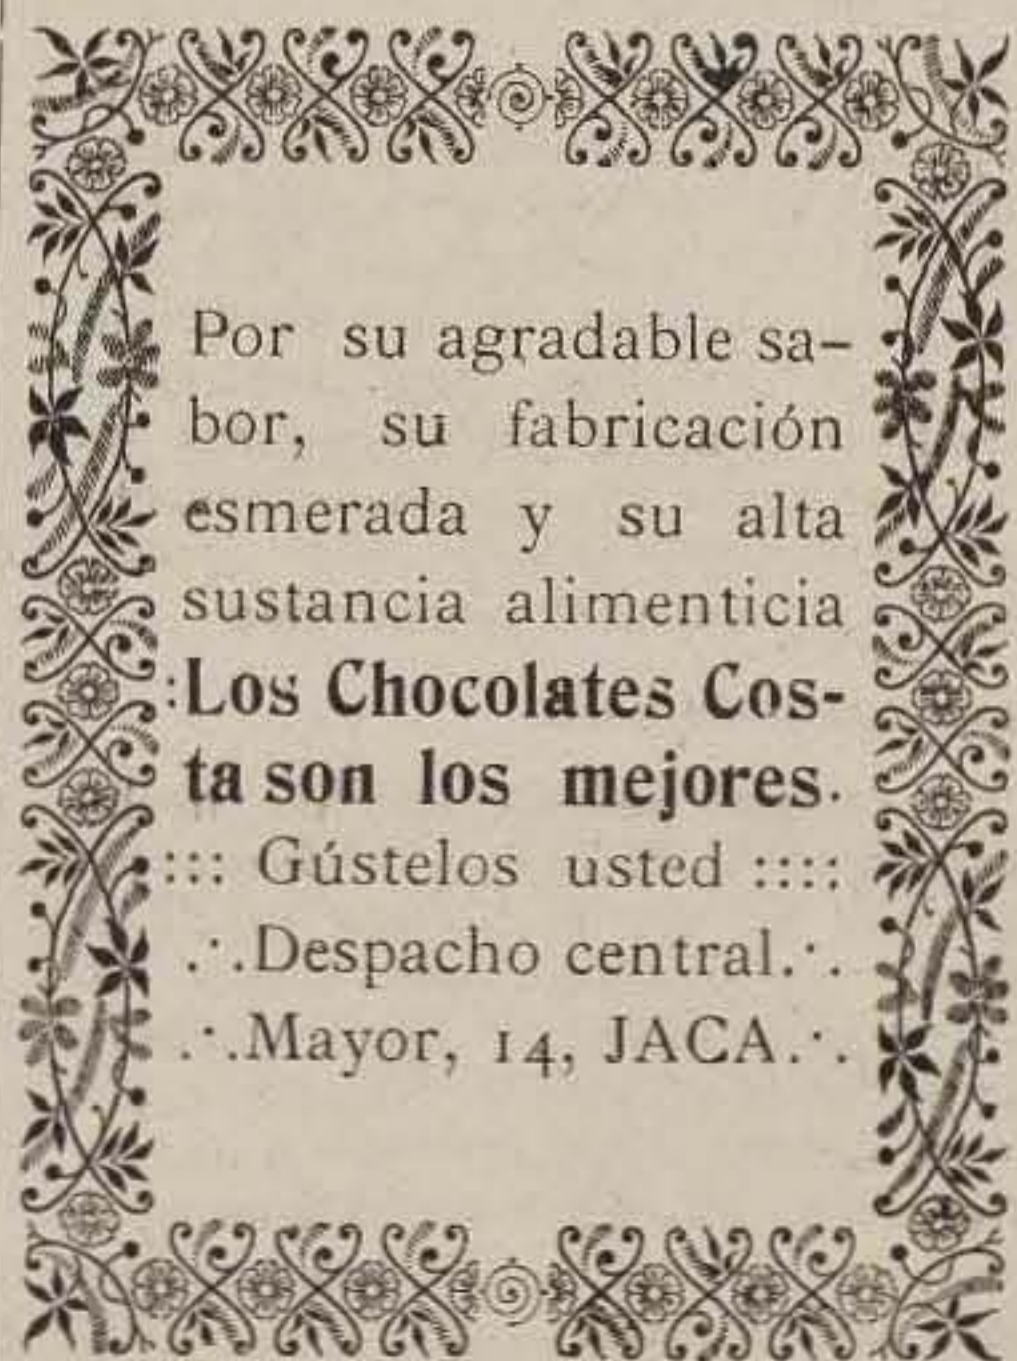 Por su agradable sa-
bor, su fabricación
esmerada y su alta
sustancia alimenticia
:Los Chocolates Cos-
ta son los mejores.
::: Gústelos usted ::::
.·.Despacho central.·.
.·.Mayor, 14, JACA.·.